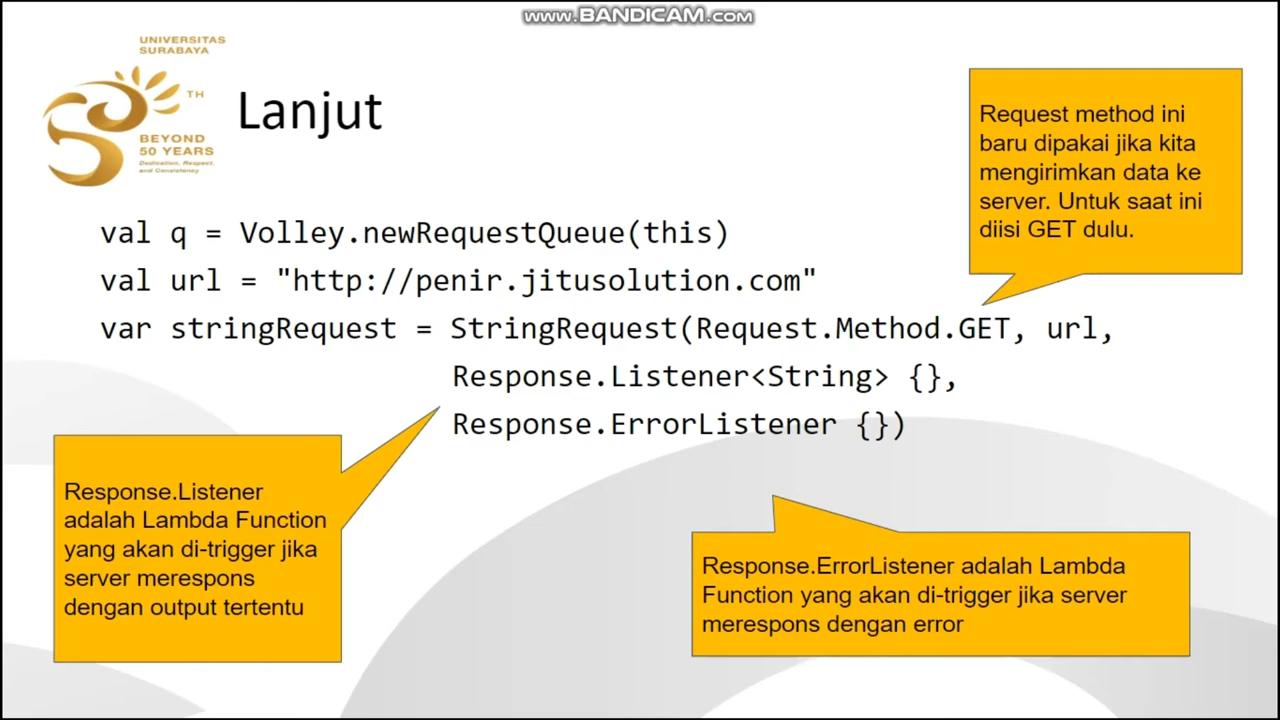 www.BANDICAM.com
UNIVERSITAS
SURABAYA
TH
BEYOND
50 YEARS
Dedication, Respect,
and Consistency
Lanjut
Request method ini
baru dipakai jika kita
mengirimkan data ke
server. Untuk saat ini
diisi GET dulu.
val q = Volley.newRequestQueue(this)
val url = "http://penir.jitusolution.com"
var stringRequest = StringRequest(Request.Method.GET, url,
Response.Listener<String> {},
Response.ErrorListener {})
Response.Listener
adalah Lambda Function
yang akan di-trigger jika
server merespons
dengan output tertentu
Response.ErrorListener adalah Lambda
Function yang akan di-trigger jika server
merespons dengan error